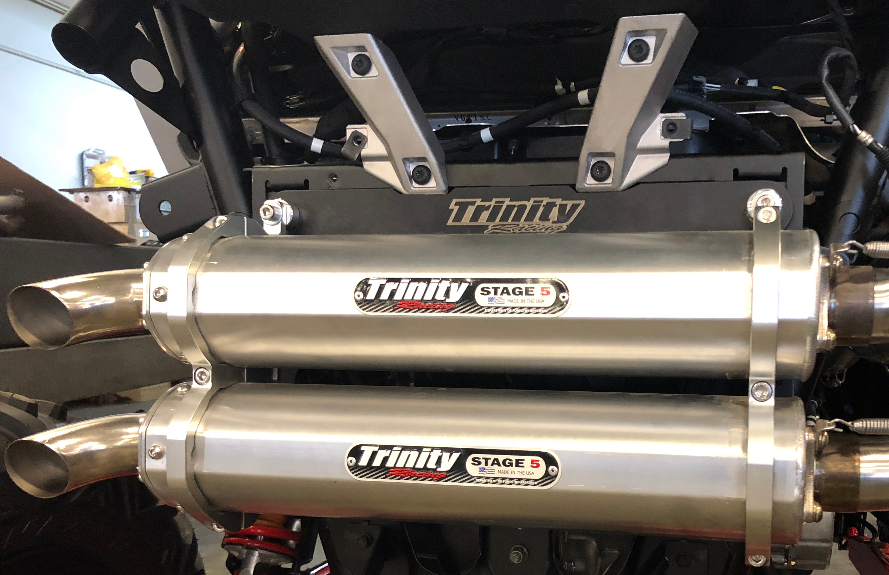 Trinity
Racing
Trinity
Racing
STAGE 5
MADE IN THE USA
Trinity
Racing
STAGE 5
MADE IN THE USA